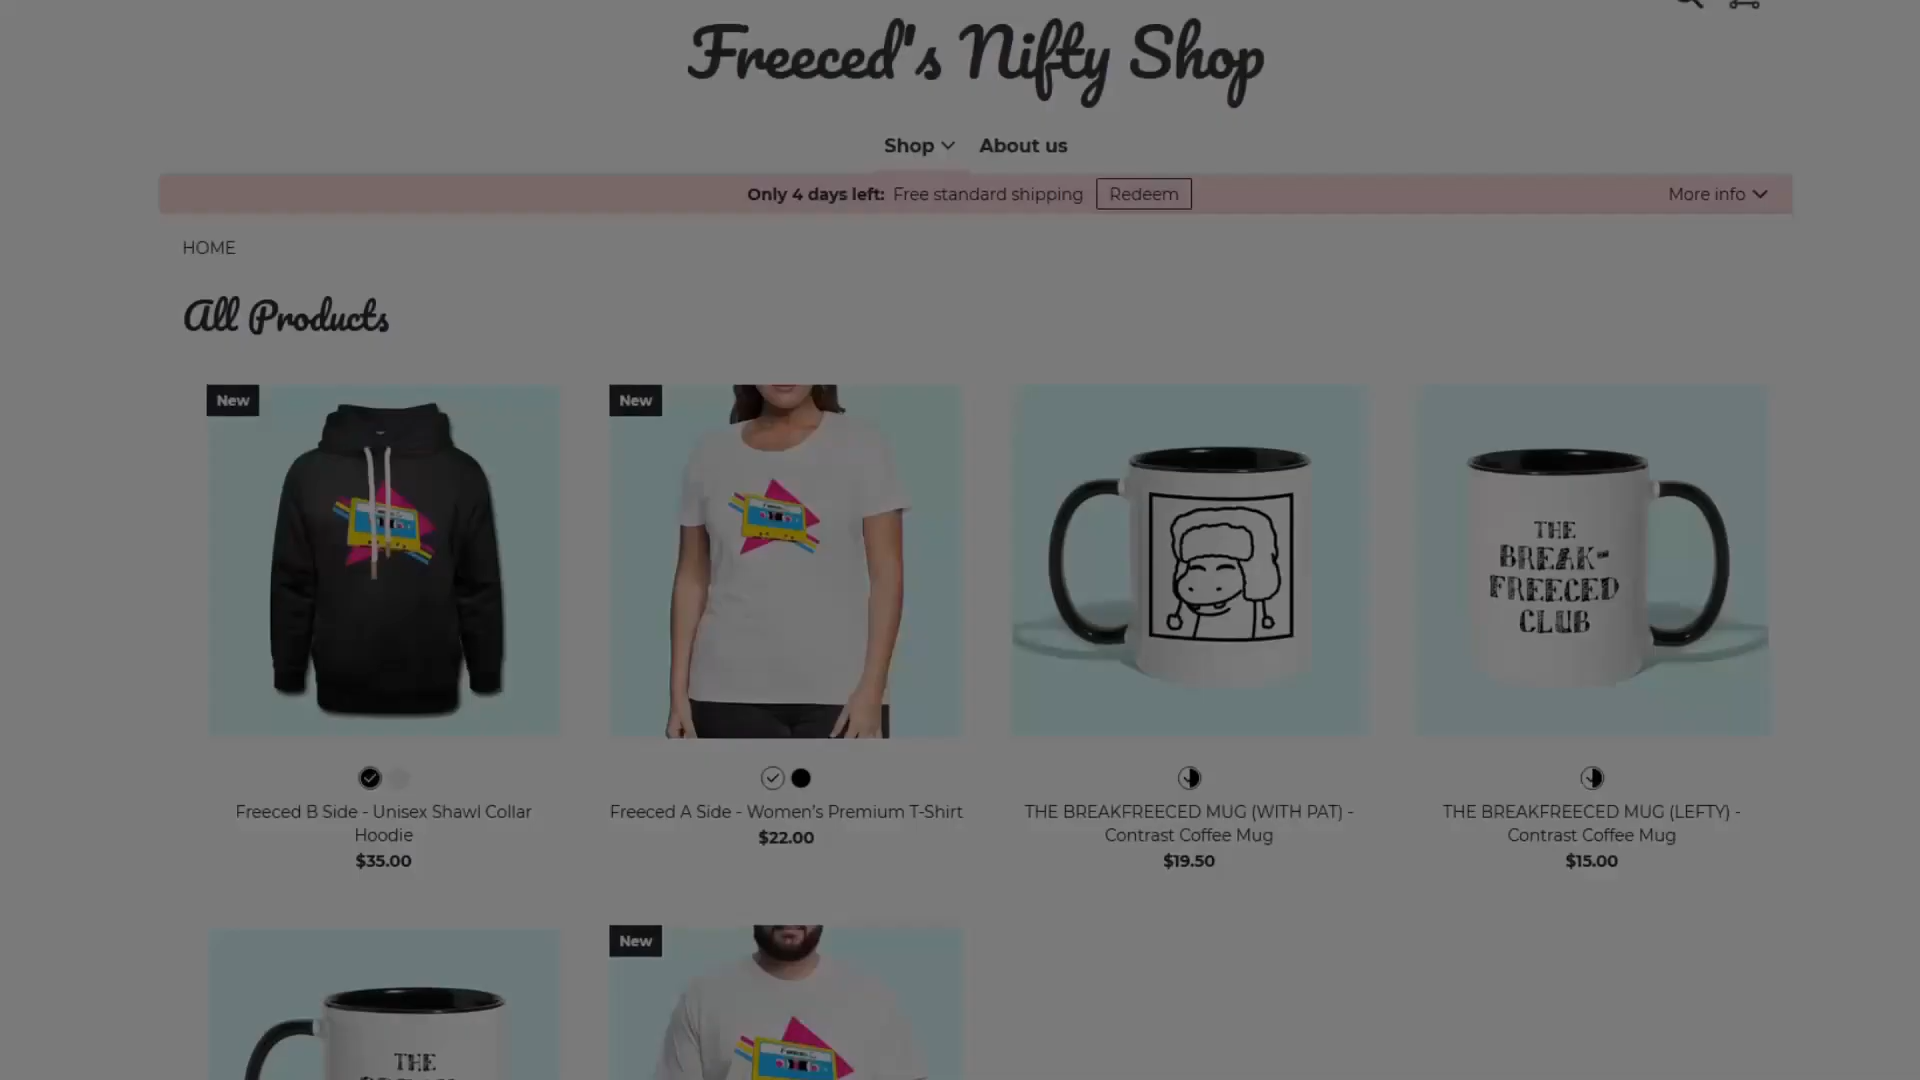 Freeced's Nifty Shop
Shop
About us
Only 4 days left: Free standard shipping
Redeem
More info
HOME
All Products
New
New
THE
BREAK-
FREECED
CLUB
Freeced B Side - Unisex Shawl Collar
Hoodie
$35.00
Freeced A Side - Women's Premium T-Shirt
$22.00
THE BREAKFREECED MUG (WITH PAT) -
Contrast Coffee Mug
$19.50
THE BREAKFREECED MUG (LEFTY) -
Contrast Coffee Mug
$15.00
New
THE